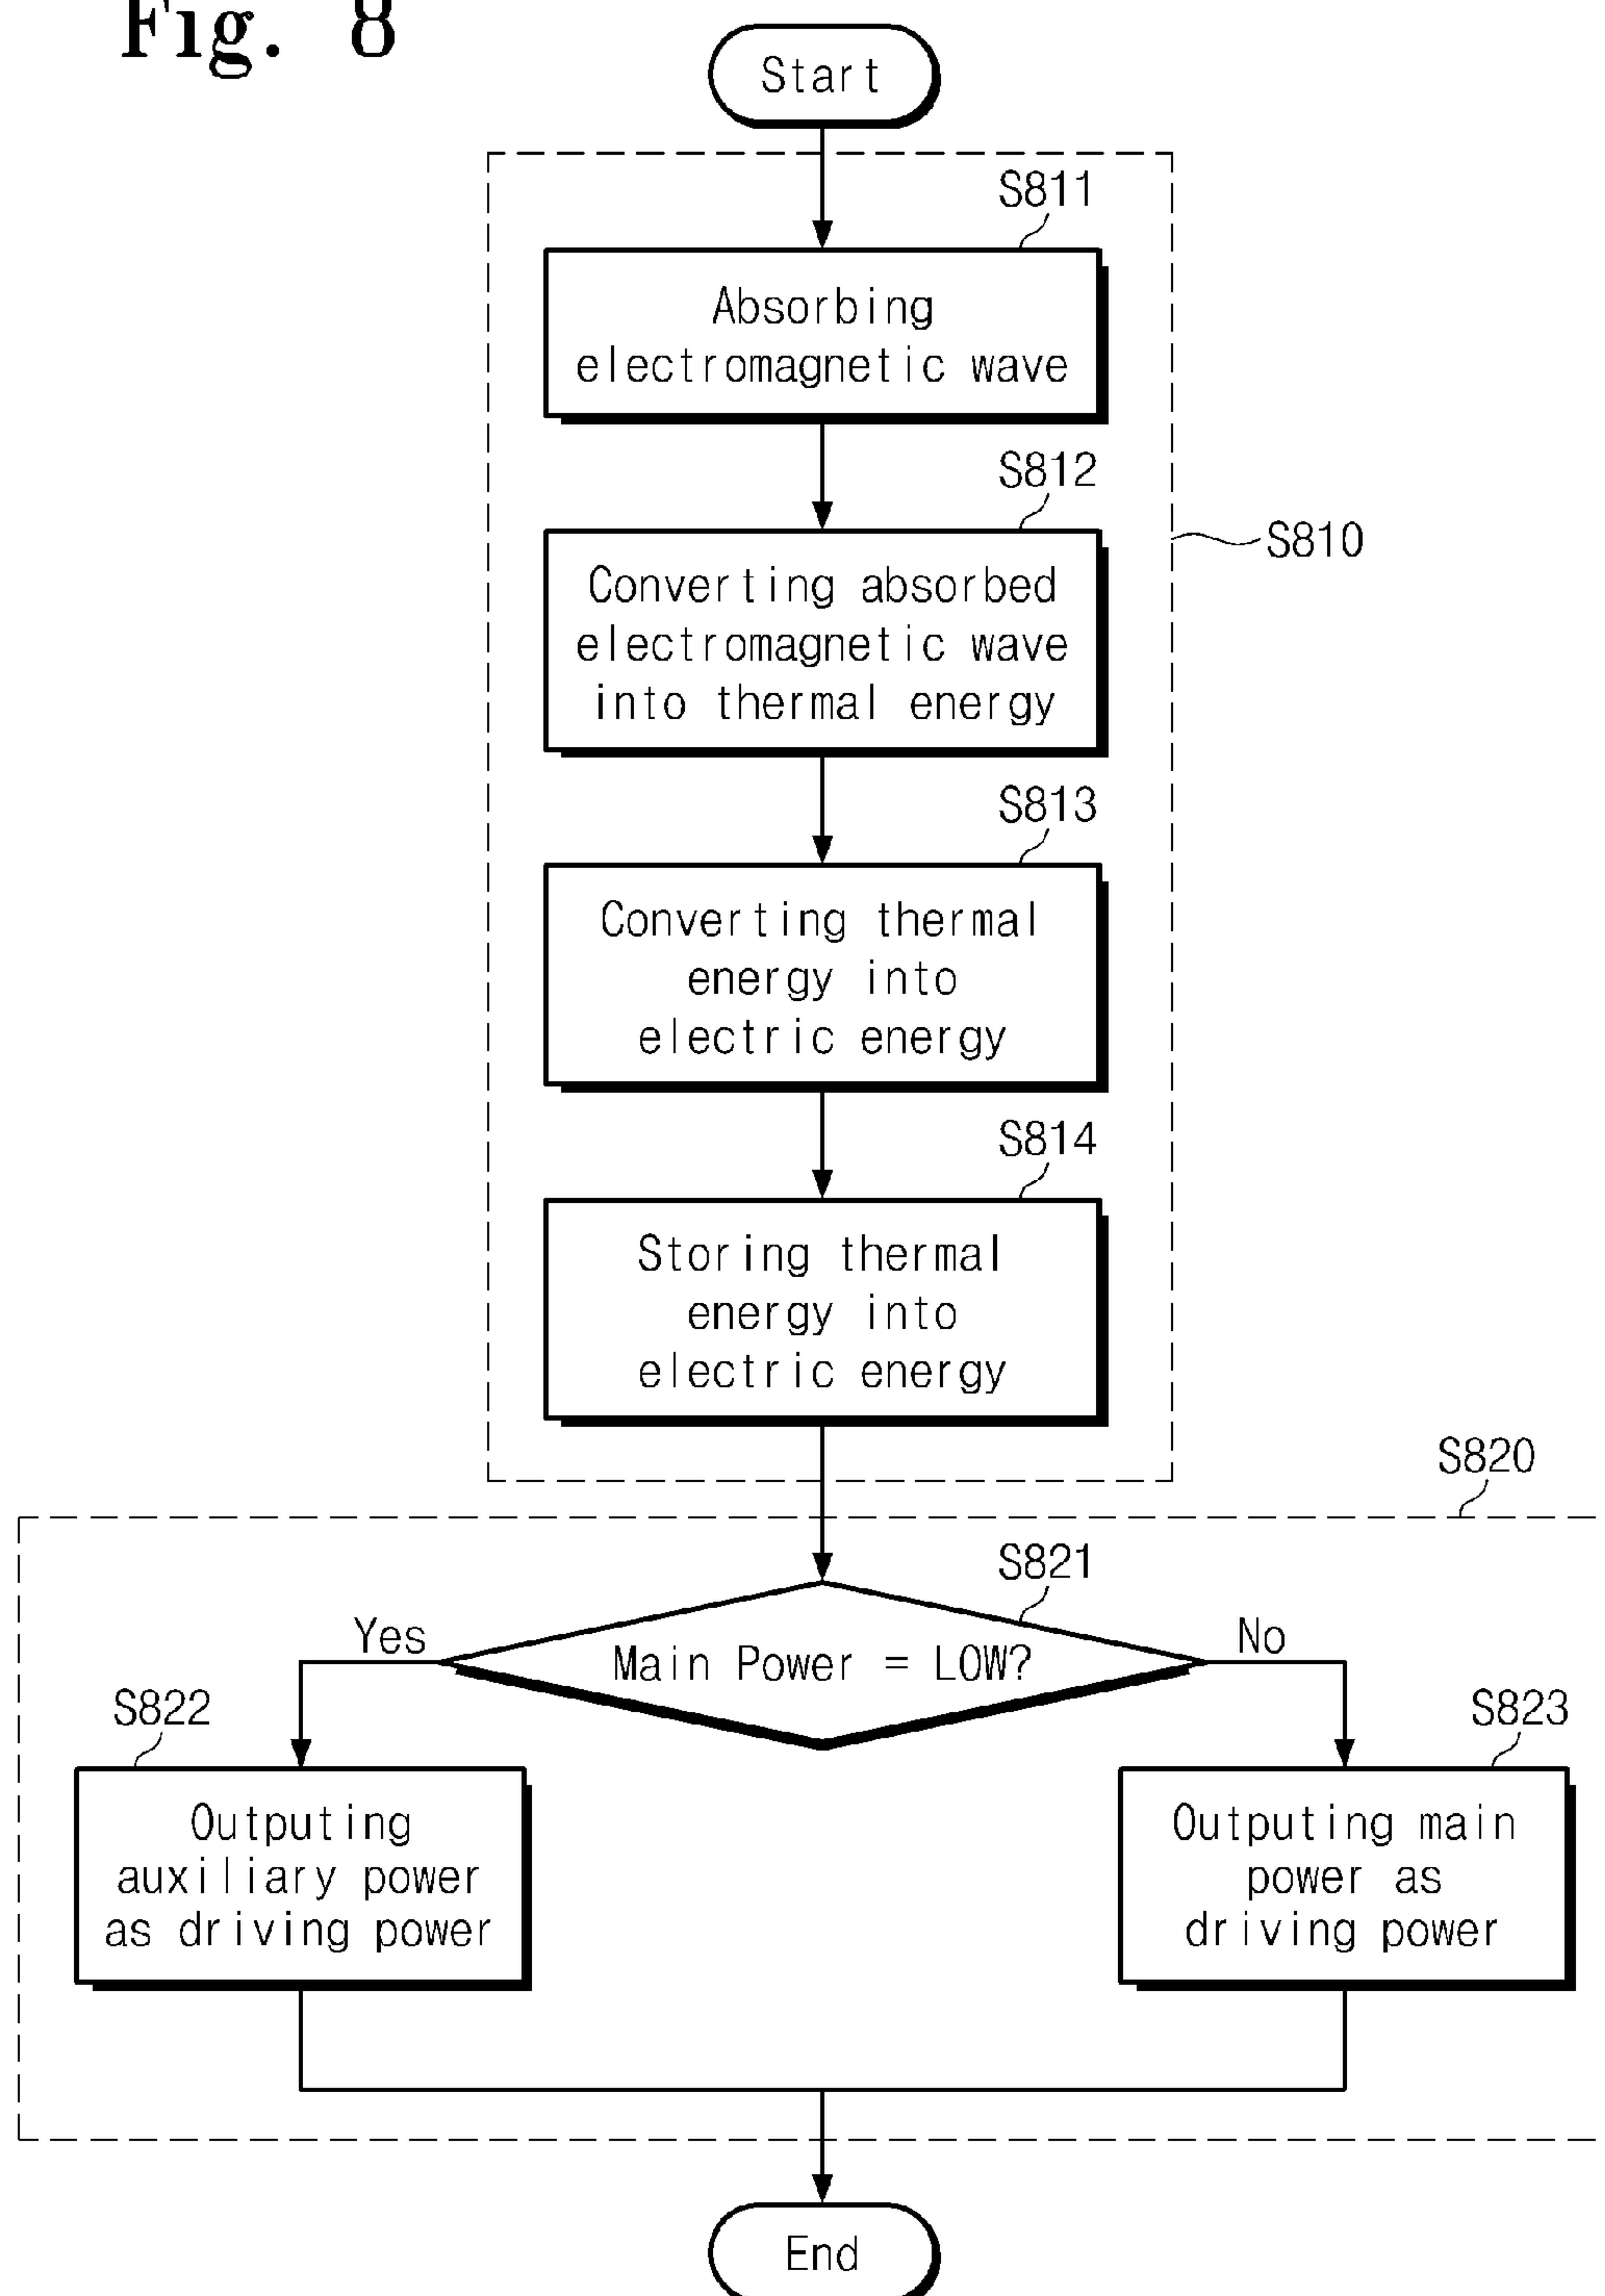 Fig. 8
Start
S811
Absorbing
electromagnetic wave
S812
Converting absorbed
electromagnetic wave
into thermal energy
S810
S813
Converting thermal
energy into
electric energy
S814
Storing thermal
energy into
electric energy
S820
S821
Main Power = LOW?
Yes
No
S822
Outputing
auxiliary power
as driving power
S823
Outputing main
power as
driving power
End